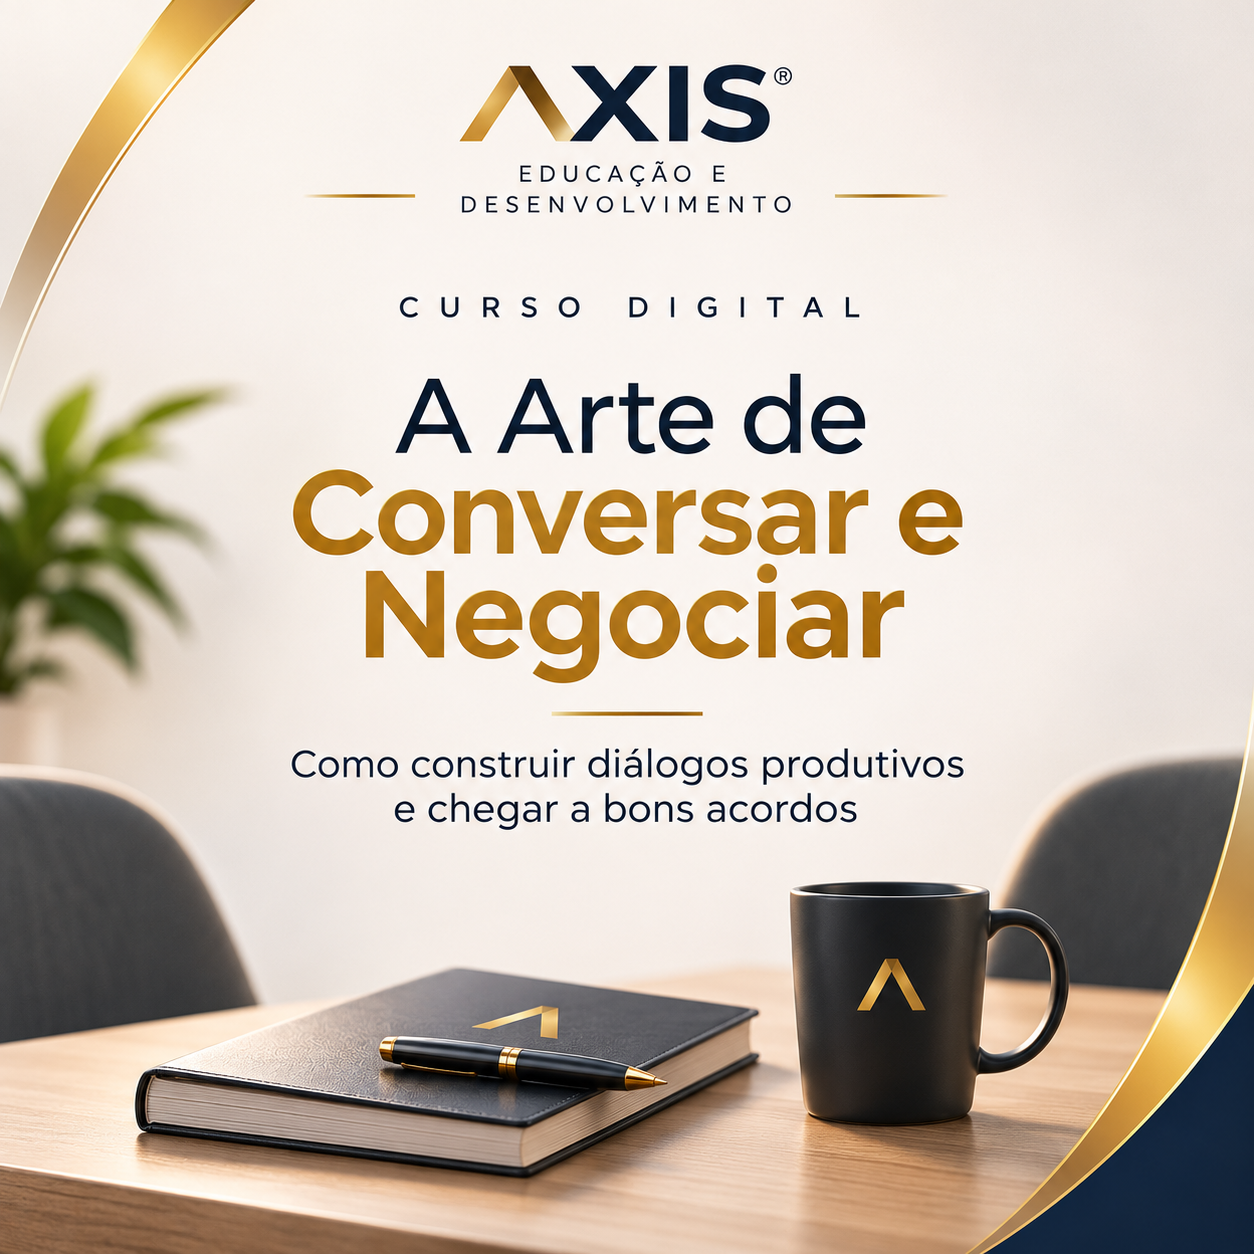 AXIS®
EDUCAÇÃO E
DESENVOLVIMENTO
CURSO DIGITAL
A Arte de
Conversar e
Negociar
Como construir diálogos produtivos
e chegar a bons acordos